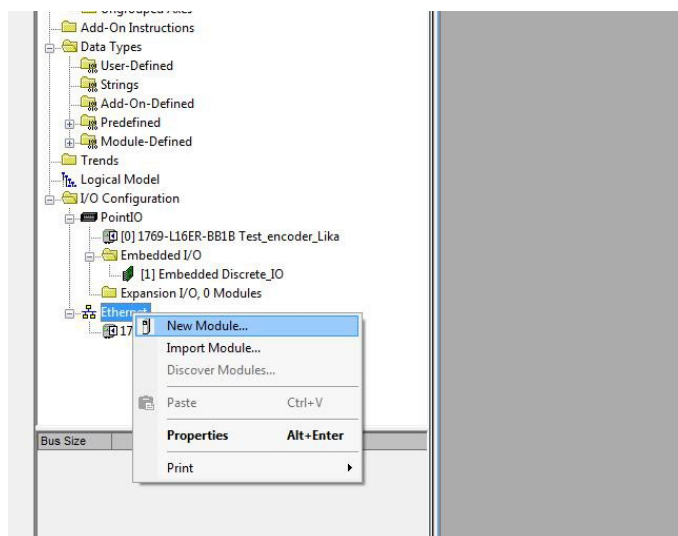 Add-On Instructions
Data Types
User-Defined
Strings
Add-On-Defined
Predefined
Module-Defined
Trends
Logical Model
I/O Configuration
PointIO
[0] 1769-L16ER-BB1B Test_encoder_Lika
Embedded I/O
[1] Embedded Discrete_IO
Expansion I/O, 0 Modules
Ethernet
17
New Module...
Import Module...
Discover Modules...
Paste Ctrl+V
Properties Alt+Enter
Print
Bus Size